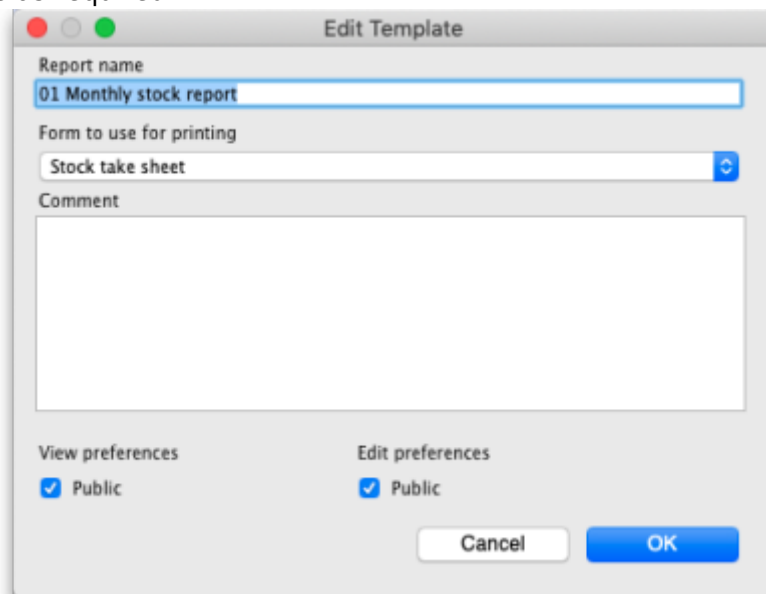 Edit Template
Report name
01 Monthly stock report
Form to use for printing
Stock take sheet
Comment
View preferences Edit preferences
Public Public
Cancel OK